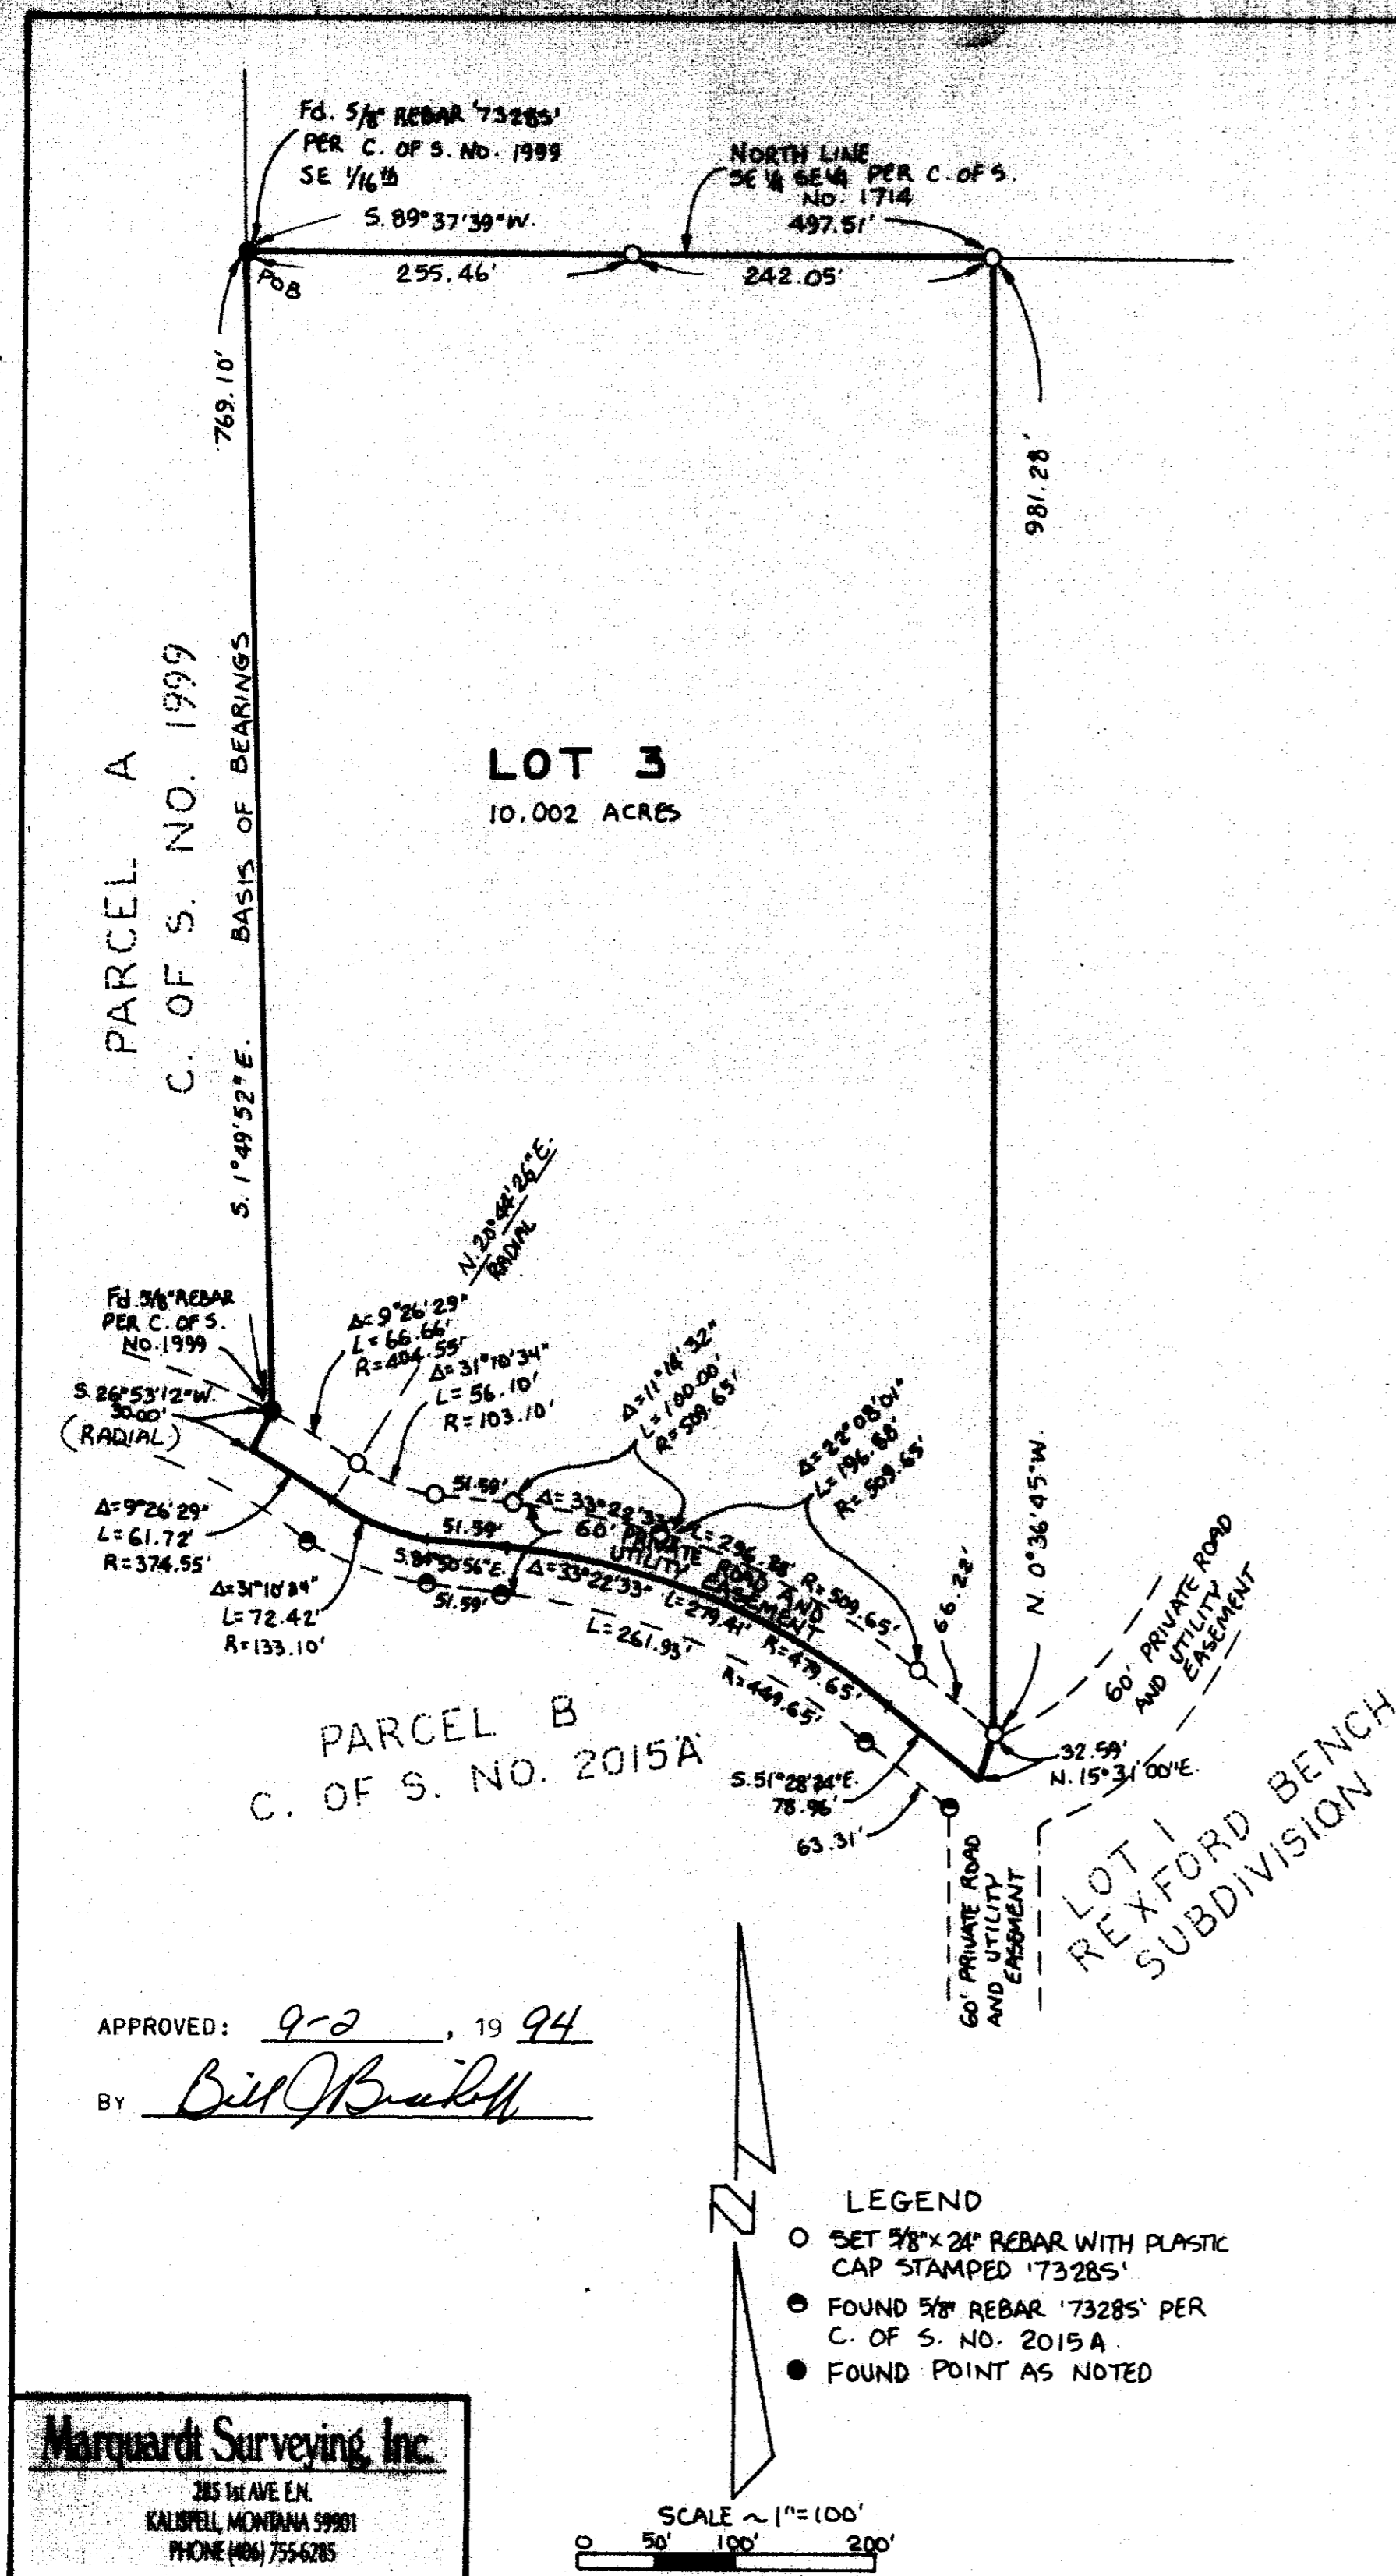 Fd. 5/8" REBAR '7328S'
PER C. OF S. NO. 1999
SE 1/16th
NORTH LINE
SE 1/4 SE 1/4 PER C. OF S.
NO. 1714
S. 89°37'39"W.
497.51'
POB
255.46'
242.05'
769.10'
981.28'
PARCEL A
C. OF S. NO. 1999
S. 1°49'52" E. BASIS OF BEARINGS
LOT 3
10.002 ACRES
N. 20°44'26"E.
RADIAL
Fd. 5/8" REBAR
PER C. OF S.
NO. 1999
S. 26°53'12"W.
30.00'
(RADIAL)
Δ=9°26'29"
L=66.66'
R=404.55'
Δ=31°10'34"
L=56.10'
R=103.10'
Δ=11°14'32"
L=100.00'
R=509.65'
Δ=22°08'01"
L=196.88'
R=509.65'
N. 0°36'45"W.
51.59'
Δ=33°22'33" L=296.88' R=509.65'
60' PRIVATE ROAD AND
UTILITY EASEMENT
51.59'
Δ=9°26'29"
L=61.72'
R=374.55'
S.84°50'56"E.
51.59'
Δ=33°22'33" L=279.41' R=479.65'
Δ=31°10'34"
L=72.42'
R=133.10'
L=261.93'
R=449.65'
66.22'
60' PRIVATE ROAD
AND UTILITY
EASEMENT
PARCEL B
C. OF S. NO. 2015A
32.59'
N. 15°31'00"E.
S.51°28'24"E.
78.96'
63.31'
60' PRIVATE ROAD
AND UTILITY
EASEMENT
LOT 1
REXFORD BENCH
SUBDIVISION
APPROVED: 9-2, 19 94
BY Bill J
N
LEGEND
SET 5/8"x 24" REBAR WITH PLASTIC
CAP STAMPED '7328S'
FOUND 5/8" REBAR '7328S' PER
C. OF S. NO. 2015A
FOUND POINT AS NOTED
Marquardt Surveying, Inc.
285 1st AVE E.N.
KALISPELL, MONTANA 59901
PHONE (406) 755-6285
SCALE ~ 1"=100'
0 50' 100' 200'